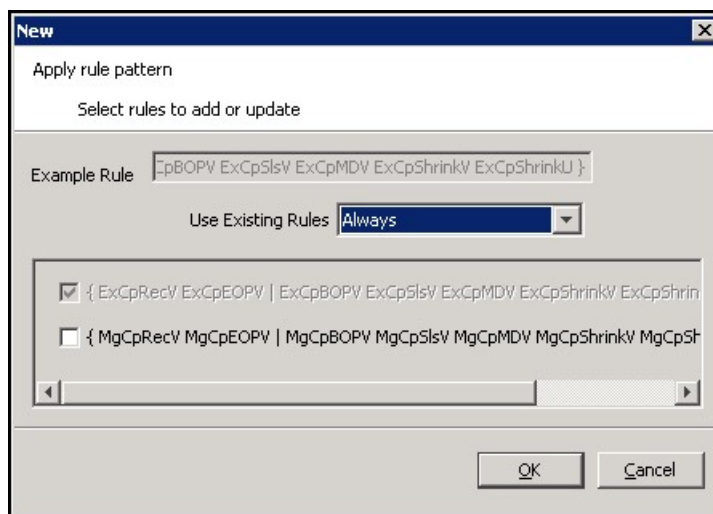 New
Apply rule pattern
Select rules to add or update
Example Rule CpBOPV ExCpSlsV ExCpMDV ExCpShrinkV ExCpShrinkU }
Use Existing Rules Always
{ ExCpRecV ExCpEOPV | ExCpBOPV ExCpSlsV ExCpMDV ExCpShrinkV ExCpShrin
{ MgCpRecV MgCpEOPV | MgCpBOPV MgCpSlsV MgCpMDV MgCpShrinkV MgCpSh
OK Cancel